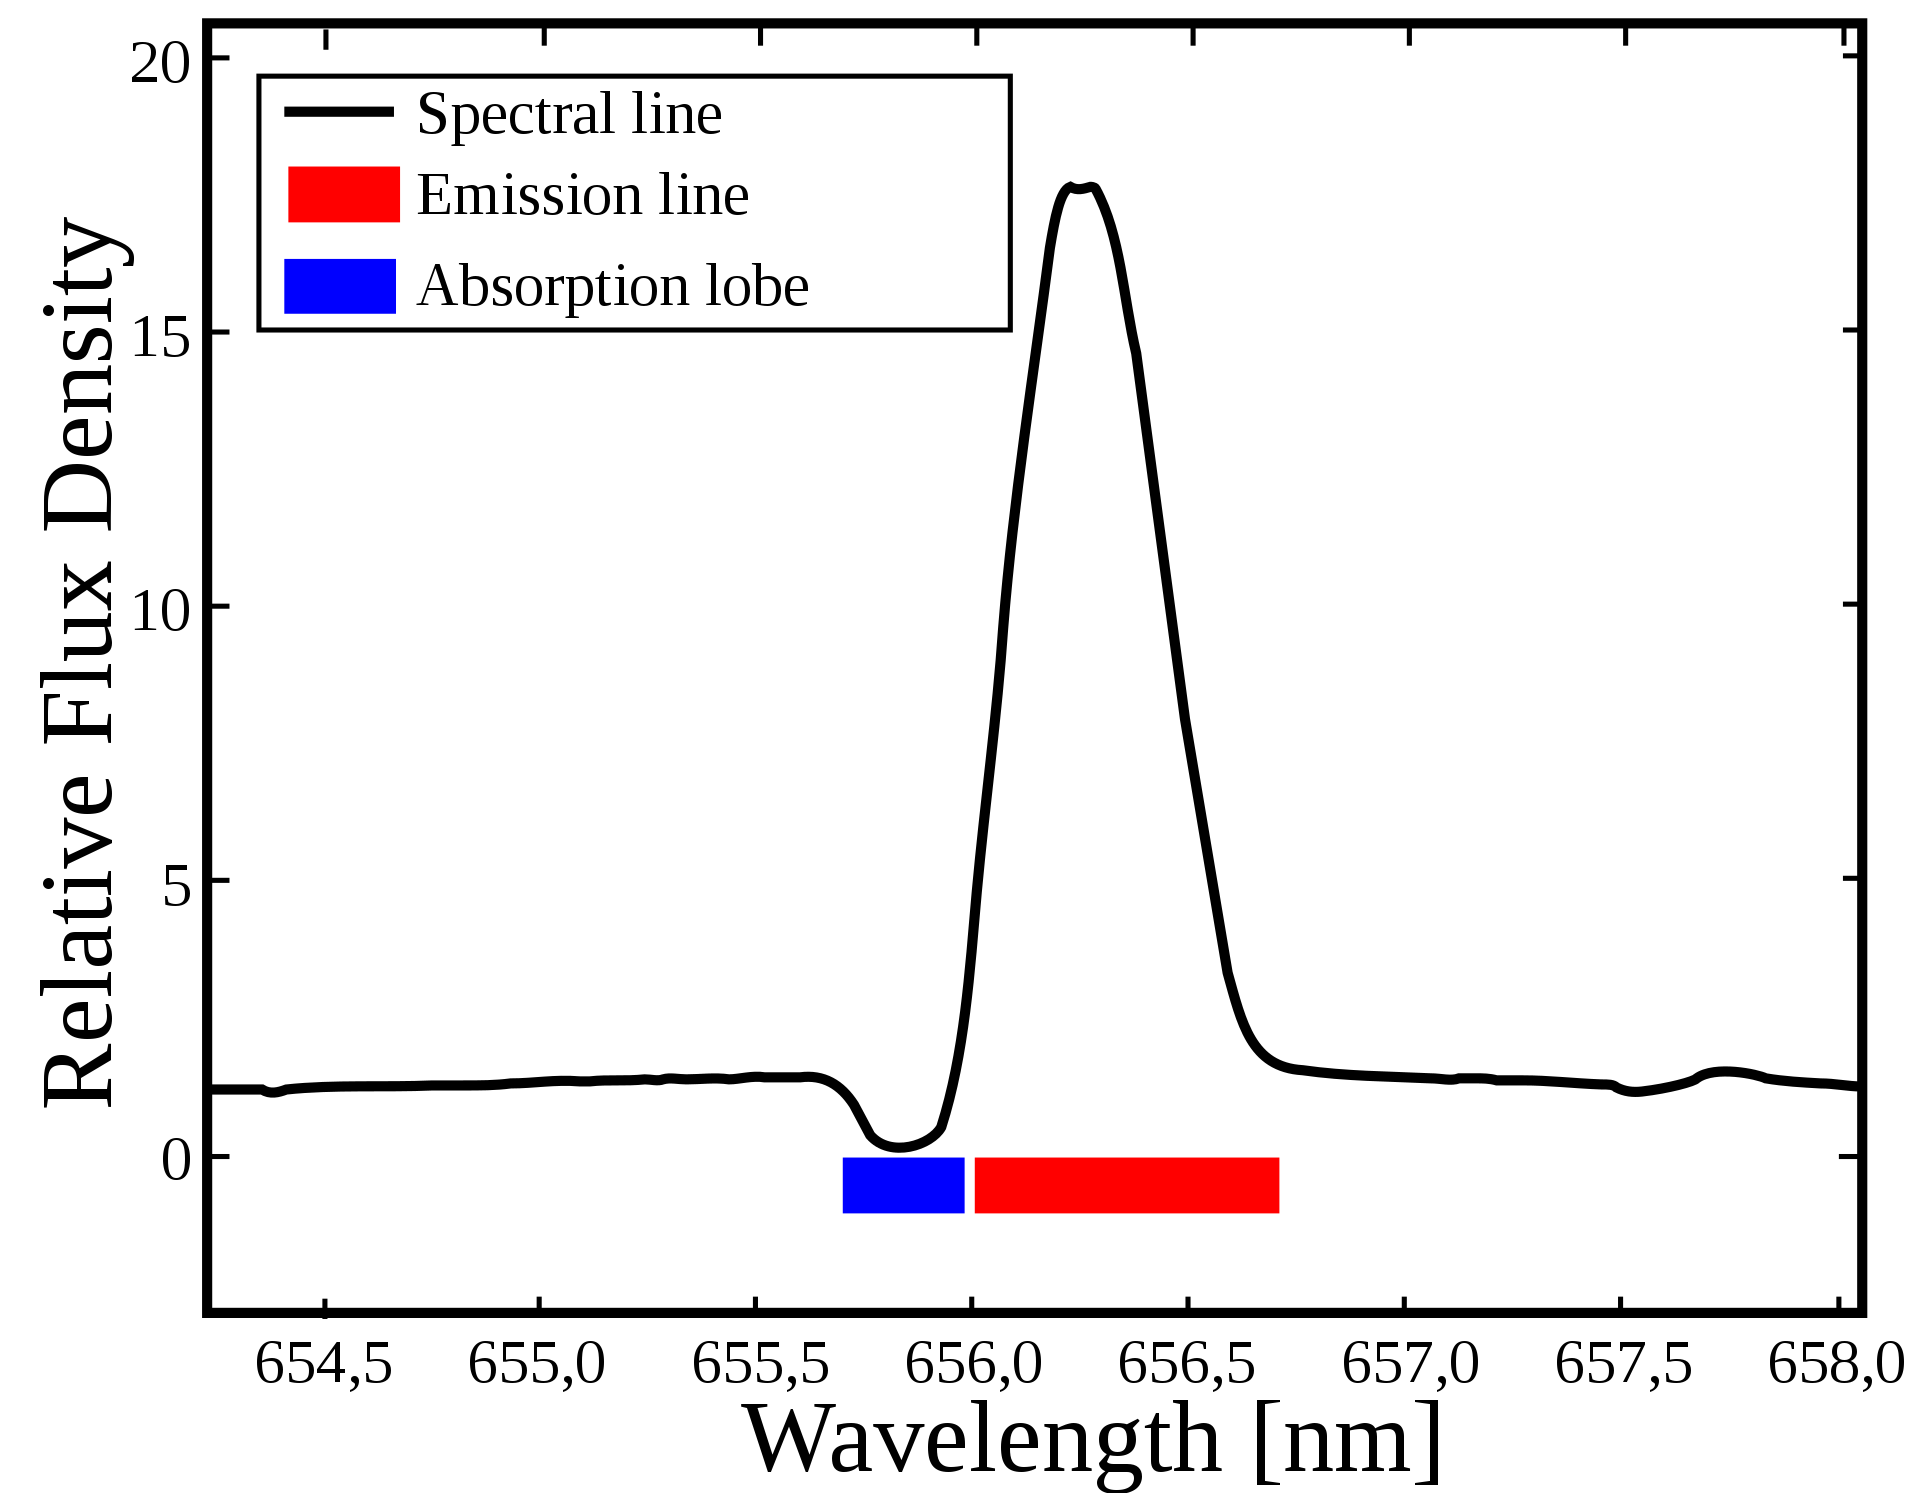 20
15
10
5
0
Relative Flux Density
Spectral line
Emission line
Absorption lobe
654,5 655,0 655,5 656,0 656,5 657,0 657,5 658,0
Wavelength [nm]